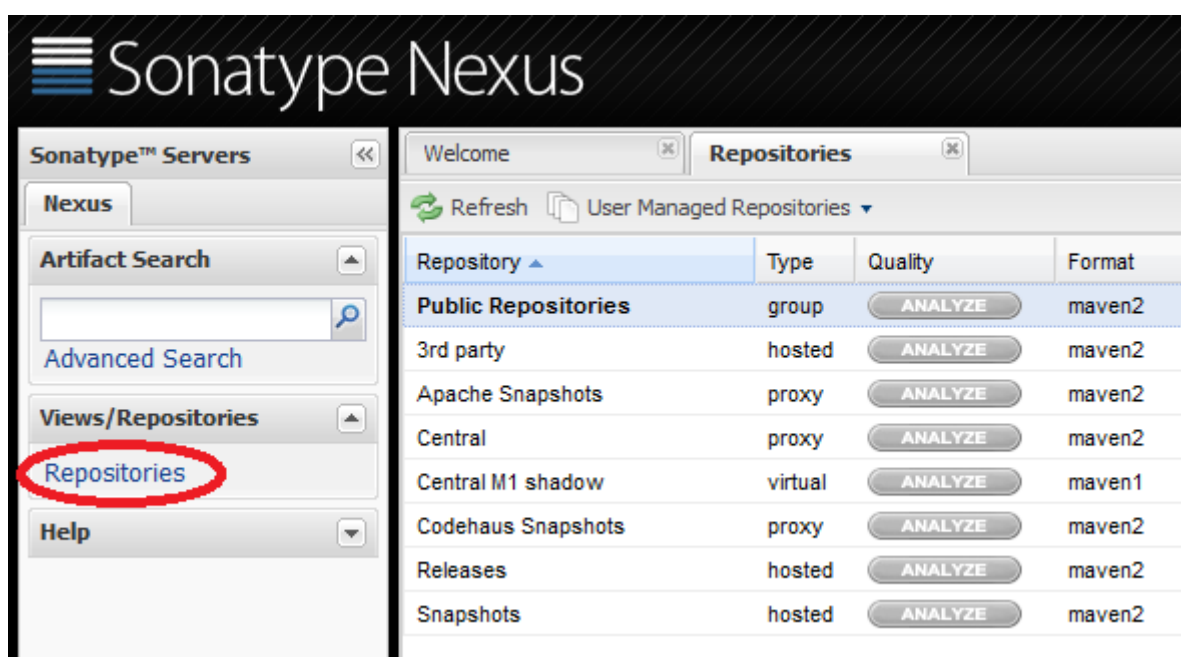 Sonatype Nexus
Sonatype™ Servers
Nexus
Artifact Search
Advanced Search
Views/Repositories
Repositories
Help
Welcome Repositories
Refresh User Managed Repositories
Repository Type Quality Format
Public Repositories group ANALYZE maven2
3rd party hosted ANALYZE maven2
Apache Snapshots proxy ANALYZE maven2
Central proxy ANALYZE maven2
Central M1 shadow virtual ANALYZE maven1
Codehaus Snapshots proxy ANALYZE maven2
Releases hosted ANALYZE maven2
Snapshots hosted ANALYZE maven2